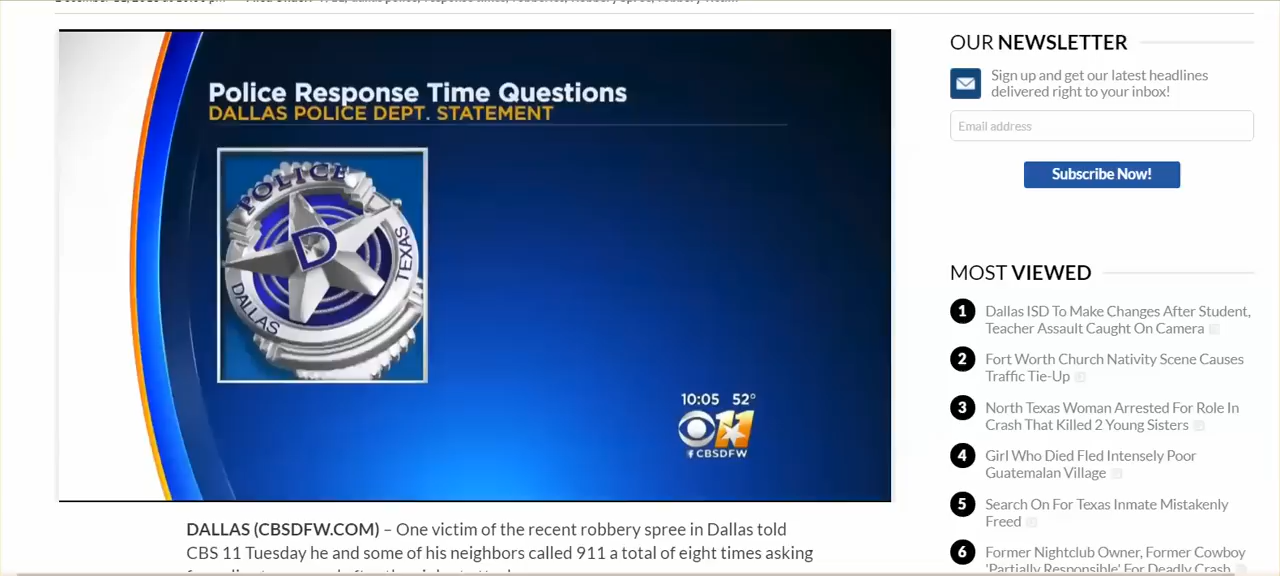 OUR NEWSLETTER
Sign up and get our latest headlines
delivered right to your inbox!
Email address
Subscribe Now!
Police Response Time Questions
DALLAS POLICE DEPT. STATEMENT
POLICE
D
TEXAS
DALLAS
10:05 52°
11
CBSDFW
DALLAS (CBSDFW.COM) – One victim of the recent robbery spree in Dallas told
CBS 11 Tuesday he and some of his neighbors called 911 a total of eight times asking
MOST VIEWED
1 Dallas ISD To Make Changes After Student,
Teacher Assault Caught On Camera
2 Fort Worth Church Nativity Scene Causes
Traffic Tie-Up
3 North Texas Woman Arrested For Role In
Crash That Killed 2 Young Sisters
4 Girl Who Died Fled Intensely Poor
Guatemalan Village
5 Search On For Texas Inmate Mistakenly
Freed
6 Former Nightclub Owner, Former Cowboy
'Partially Responsible' For Deadly Crash